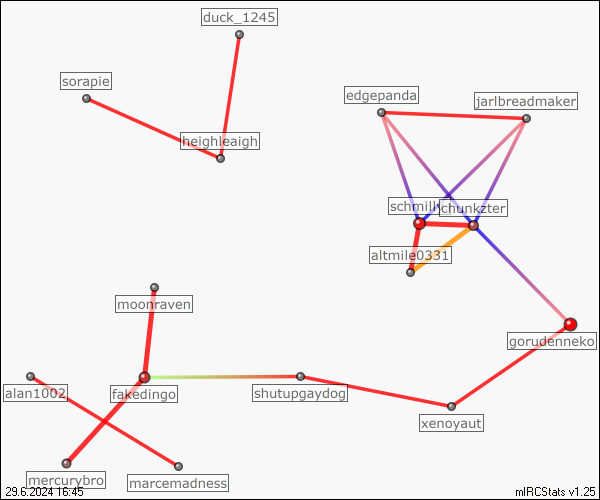 duck_1245
sorapie
edgepanda
jarlbreadmaker
heighleaigh
chunkzter
altmile0331
moonraven
gorudenneko
alan1002
fakedingo
shutupgaydog
xenoyaut
mercurybro
marcemadness
29.6.2024 16:45
mIRCStats v1.25